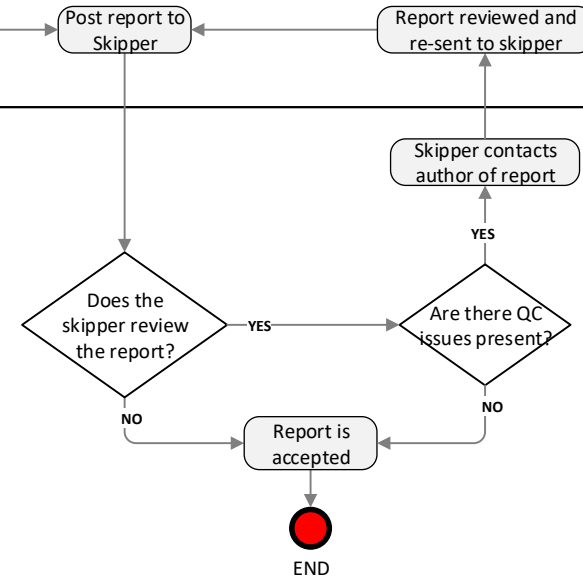 Post report to
Skipper
Report reviewed and
re-sent to skipper
Skipper contacts
author of report
YES
Does the
skipper review
the report?
YES
Are there QC
issues present?
NO
NO
Report is
accepted
END